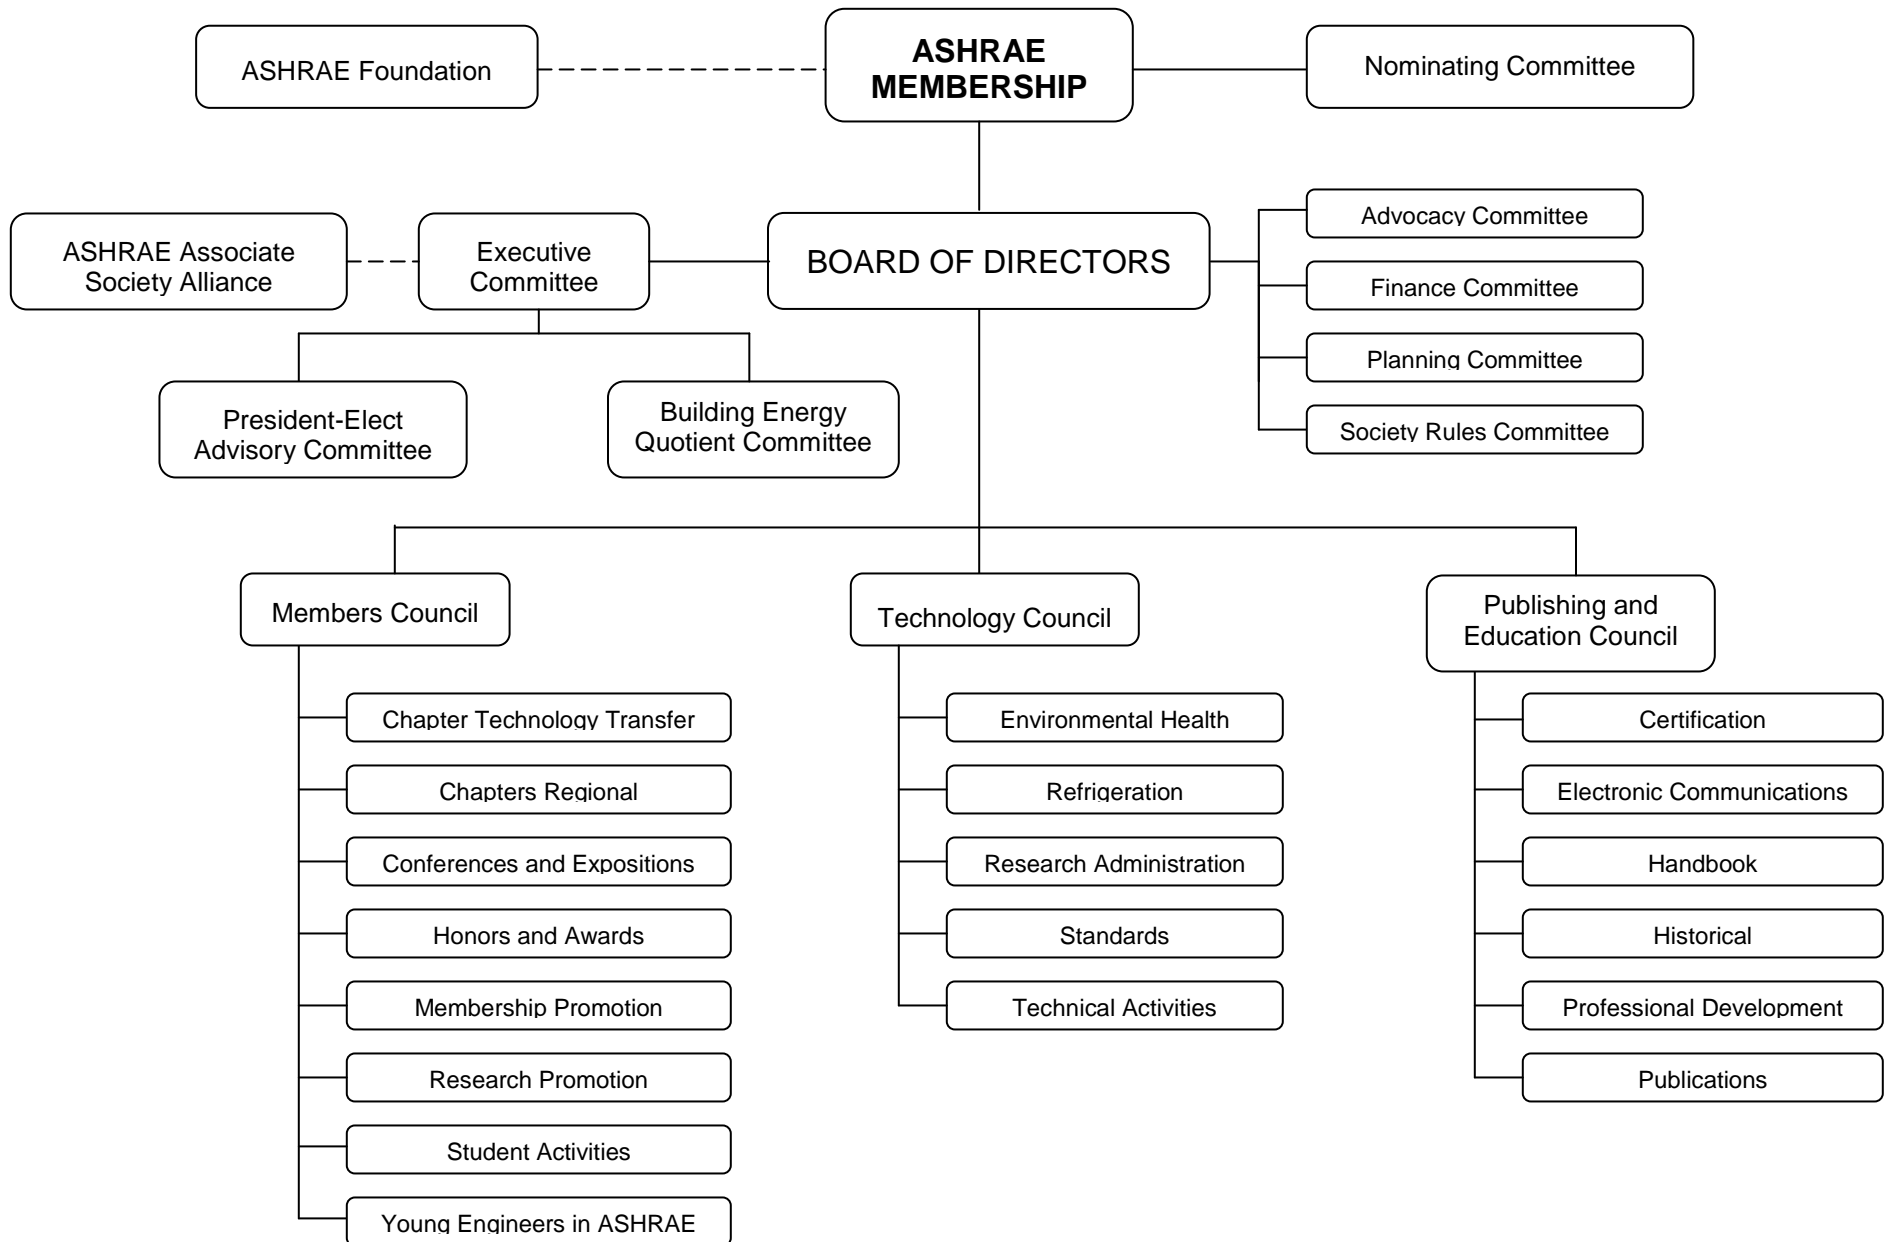 ASHRAE Foundation
ASHRAE
MEMBERSHIP
Nominating Committee
ASHRAE Associate
Society Alliance
Executive
Committee
BOARD OF DIRECTORS
Advocacy Committee
Finance Committee
Planning Committee
Society Rules Committee
President-Elect
Advisory Committee
Building Energy
Quotient Committee
Members Council
Technology Council
Publishing and
Education Council
Chapter Technology Transfer
Chapters Regional
Conferences and Expositions
Honors and Awards
Membership Promotion
Research Promotion
Student Activities
Young Engineers in ASHRAE
Environmental Health
Refrigeration
Research Administration
Standards
Technical Activities
Certification
Electronic Communications
Handbook
Historical
Professional Development
Publications